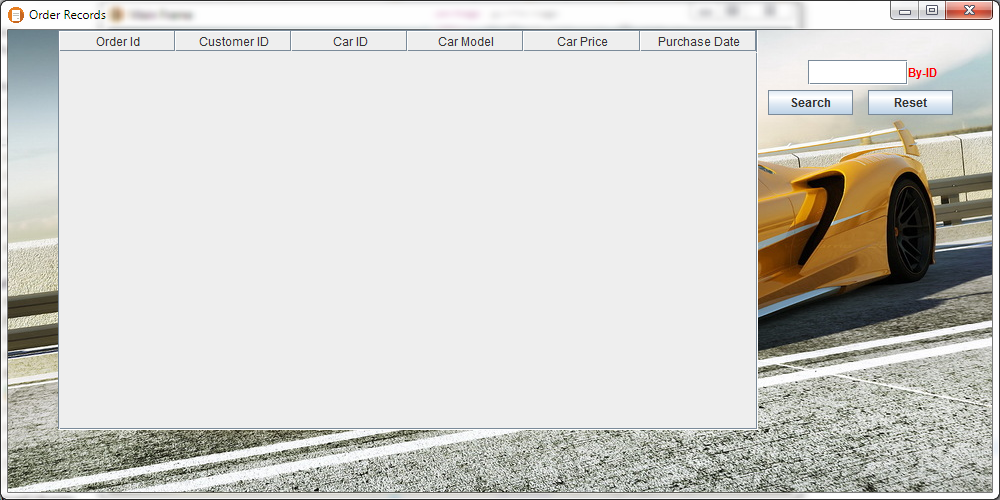 Order Records
Order Id Customer ID Car ID Car Model Car Price Purchase Date
By-ID
Search Reset